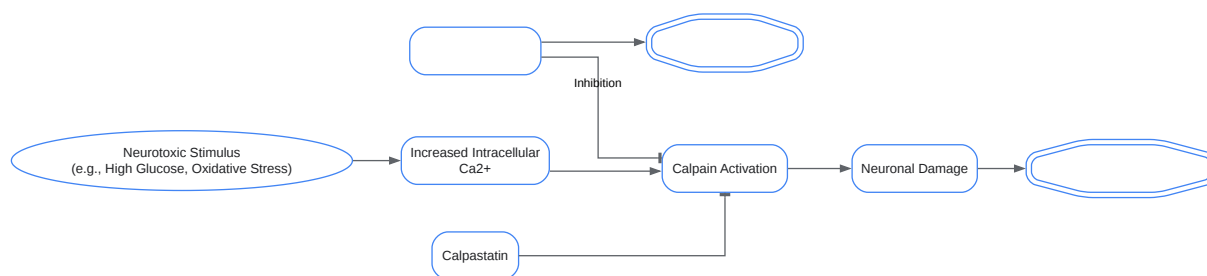 Inhibition
Neurotoxic Stimulus
(e.g., High Glucose, Oxidative Stress)
Increased Intracellular
Ca2+
Calpain Activation
Neuronal Damage
Calpastatin